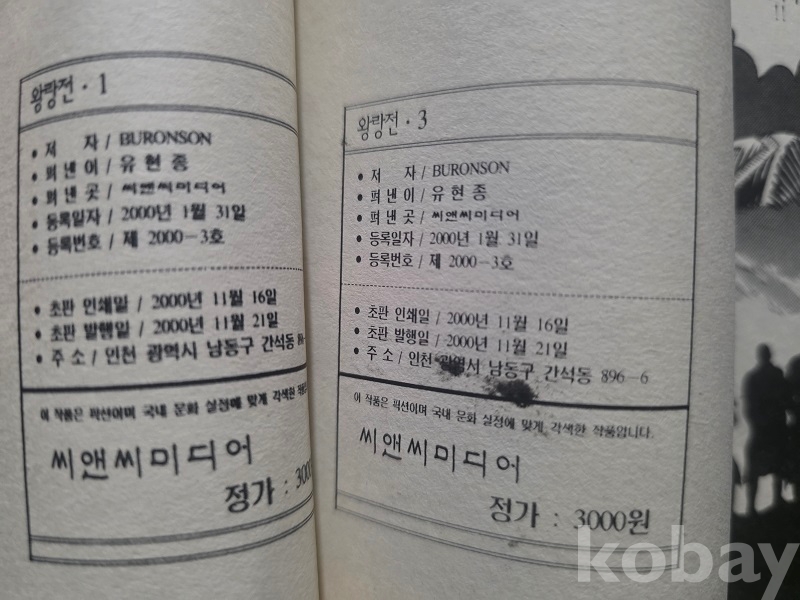 왕랑전 · 1
• 저 자 / BURONSON
• 펴 낸 이 / 유 현 종
• 펴 낸 곳 / 씨앤씨미디어
• 등록일자 / 2000년 1월 31일
• 등록번호 / 제 2000-3호
• 초판 인쇄일 / 2000년 11월 16일
• 초판 발행일 / 2000년 11월 21일
• 주 소 / 인천 광역시 남동구 간석동
이 작품은 픽션이며 국내 문화 실정에 맞게 각색한
씨앤씨미디어
정가 : 3000
왕랑전 · 3
• 저 자 / BURONSON
• 펴 낸 이 / 유 현 종
• 펴 낸 곳 / 씨앤씨미디어
• 등록일자 / 2000년 1월 31일
• 등록번호 / 제 2000-3호
• 초판 인쇄일 / 2000년 11월 16일
• 초판 발행일 / 2000년 11월 21일
• 주 소 / 인천 광역시 남동구 간석동 896-6
이 작품은 픽션이며 국내 문화 실정에 맞게 각색한 작품입니다.
씨앤씨미디어
정가 : 3000원
!!
kobay